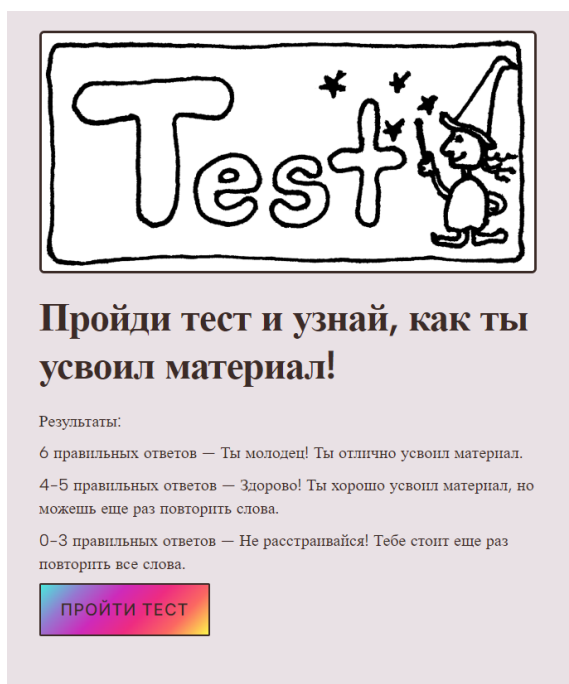 Test
Пройди тест и узнай, как ты
усвоил материал!
Результаты:
6 правильных ответов — Ты молодец! Ты отлично усвоил материал.
4–5 правильных ответов — Здорово! Ты хорошо усвоил материал, но
можешь еще раз повторить слова.
0–3 правильных ответов — Не расстраивайся! Тебе стоит еще раз
повторить все слова.
ПРОЙТИ ТЕСТ